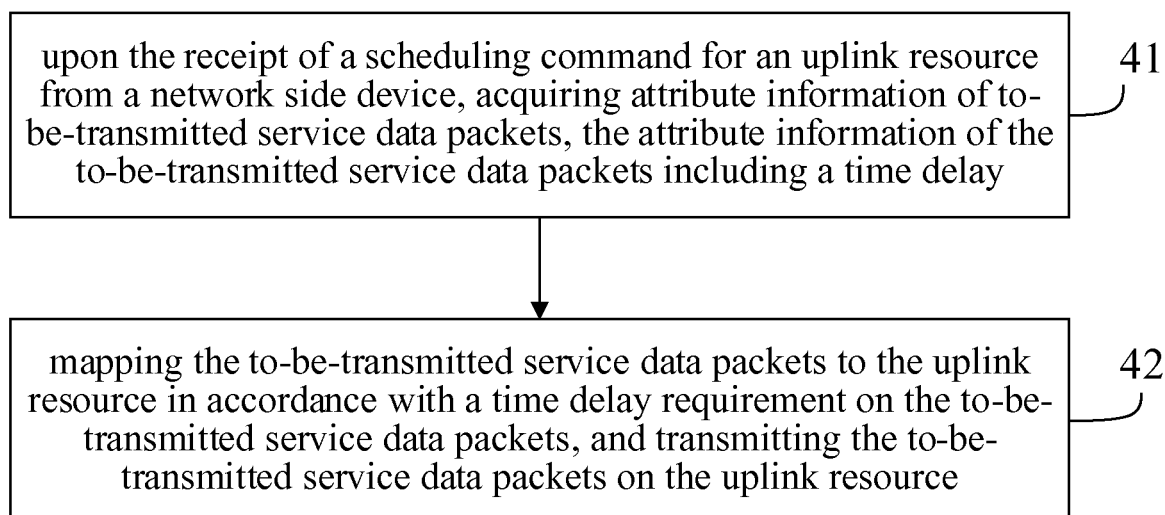 upon the receipt of a scheduling command for an uplink resource
from a network side device, acquiring attribute information of to-
be-transmitted service data packets, the attribute information of the
to-be-transmitted service data packets including a time delay
41
mapping the to-be-transmitted service data packets to the uplink
resource in accordance with a time delay requirement on the to-be-
transmitted service data packets, and transmitting the to-be-
transmitted service data packets on the uplink resource
42